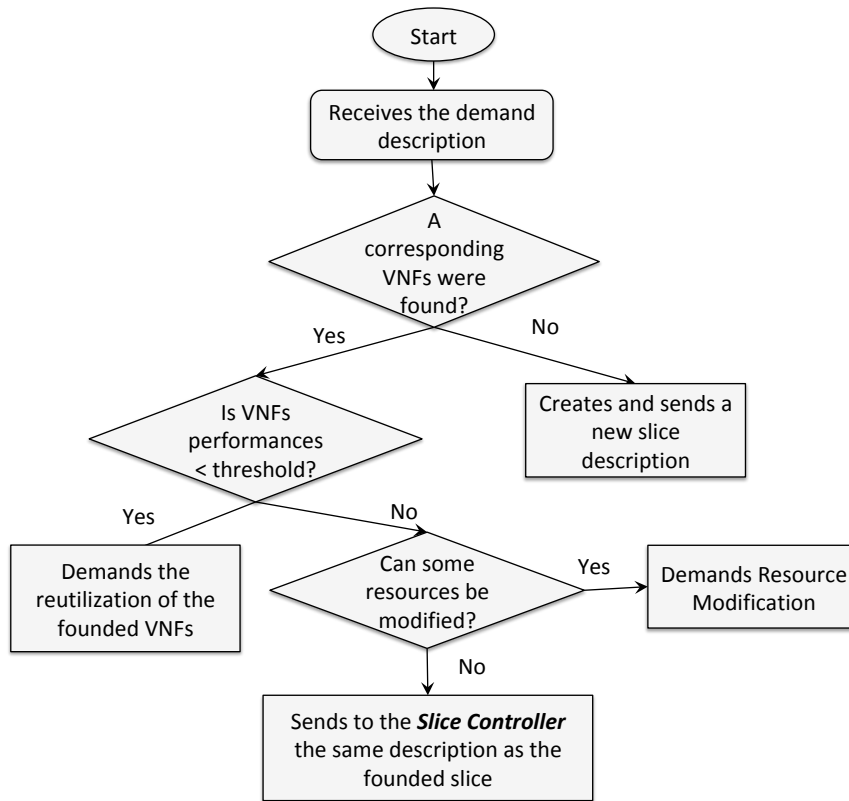 Start
Receives the demand
description
A
corresponding
VNFs were
found?
Yes
No
Is VNFs
performances
< threshold?
Creates and sends a
new slice
description
Yes
No
Demands the
reutilization of the
founded VNFs
Can some
resources be
modified?
Yes
Demands Resource
Modification
No
Sends to the Slice Controller
the same description as the
founded slice